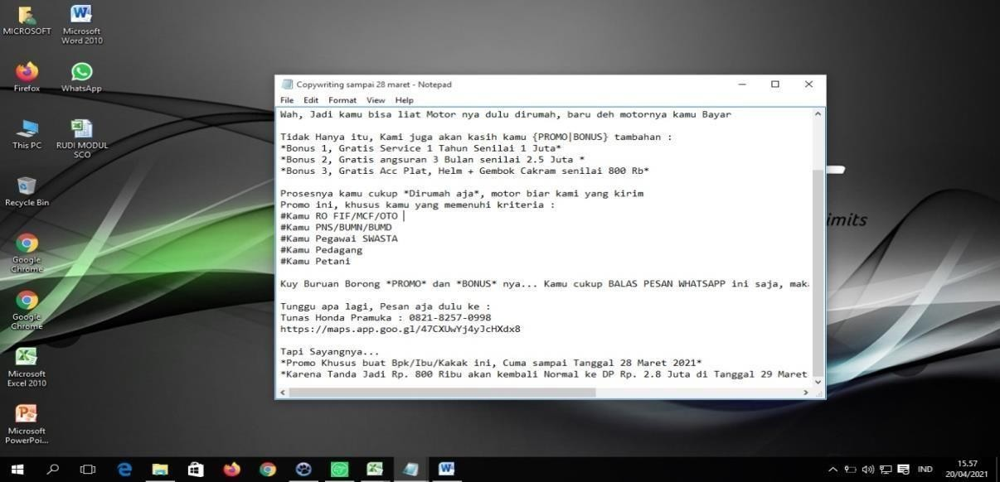 MICROSOFT
Microsoft
Word 2010
Firefox
WhatsApp
This PC
RUDI MODUL
SCO
Recycle Bin
Google
Chrome
Google
Chrome
Microsoft
Excel 2010
Microsoft
PowerPoi...
Copywriting sampai 28 maret - Notepad
File Edit Format View Help
Wah, Jadi kamu bisa liat Motor nya dulu dirumah, baru deh motornya kamu Bayar
Tidak Hanya itu, Kami juga akan kasih kamu {PROMO|BONUS} tambahan :
*Bonus 1, Gratis Service 1 Tahun Senilai 1 Juta*
*Bonus 2, Gratis angsuran 3 Bulan senilai 2.5 Juta *
*Bonus 3, Gratis Acc Plat, Helm + Gembok Cakram senilai 800 Rb*
Prosesnya kamu cukup *Dirumah aja*, motor biar kami yang kirim
Promo ini, khusus kamu yang memenuhi kriteria :
#Kamu RO FIF/MCF/OTO
#Kamu PNS/BUMN/BUMD
#Kamu Pegawai SWASTA
#Kamu Pedagang
#Kamu Petani
Kuy Buruan Borong *PROMO* dan *BONUS* nya... Kamu cukup BALAS PESAN WHATSAPP ini saja, mak
Tunggu apa lagi, Pesan aja dulu ke :
Tunas Honda Pramuka : 0821-8257-0998
https://maps.app.goo.gl/47CXUwYj4yJcHXdx8
Tapi Sayangnya...
*Promo Khusus buat Bpk/Ibu/Kakak ini, Cuma sampai Tanggal 28 Maret 2021*
*Karena Tanda Jadi Rp. 800 Ribu akan kembali Normal ke DP Rp. 2.8 Juta di Tanggal 29 Maret
imits
IND
15.57
20/04/2021